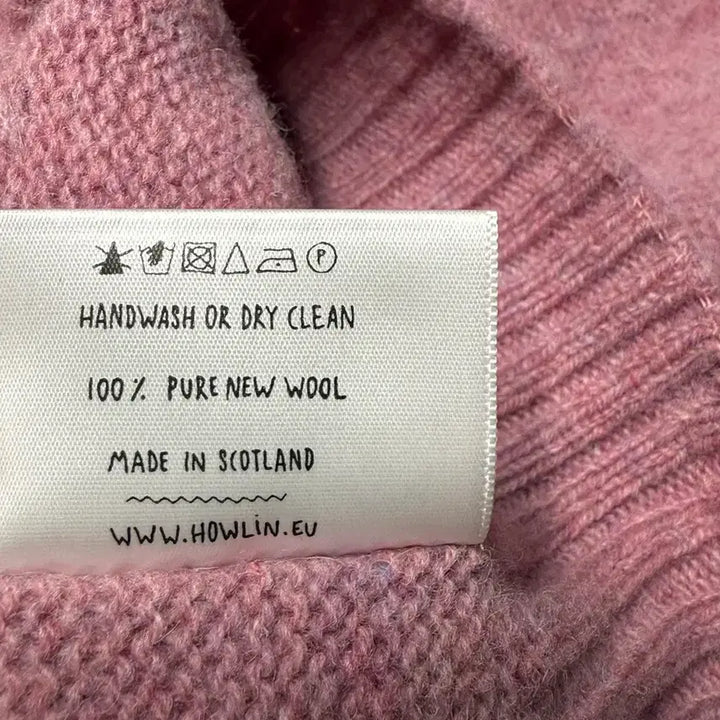 P
HANDWASH OR DRY CLEAN
100% PURE NEW WOOL
MADE IN SCOTLAND
WWW.HOWLIN.EU